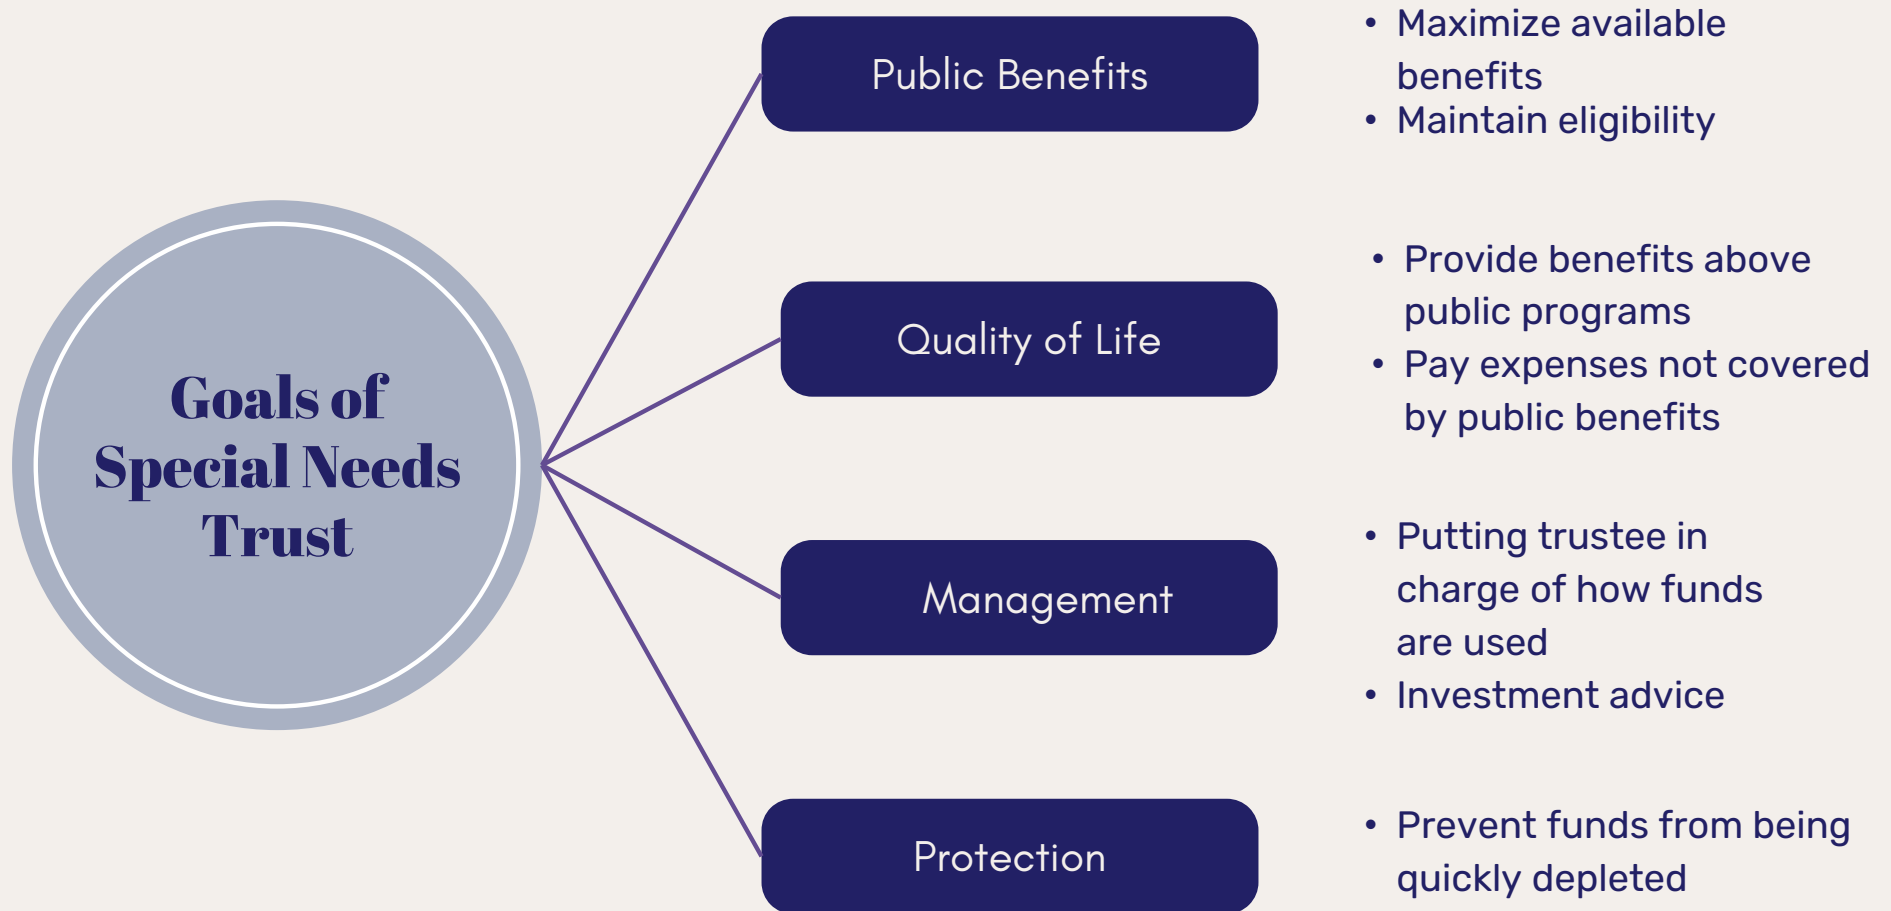 Goals of
Special Needs
Trust
Public Benefits
• Maximize available
benefits
• Maintain eligibility
Quality of Life
• Provide benefits above
public programs
• Pay expenses not covered
by public benefits
Management
• Putting trustee in
charge of how funds
are used
• Investment advice
Protection
• Prevent funds from being
quickly depleted